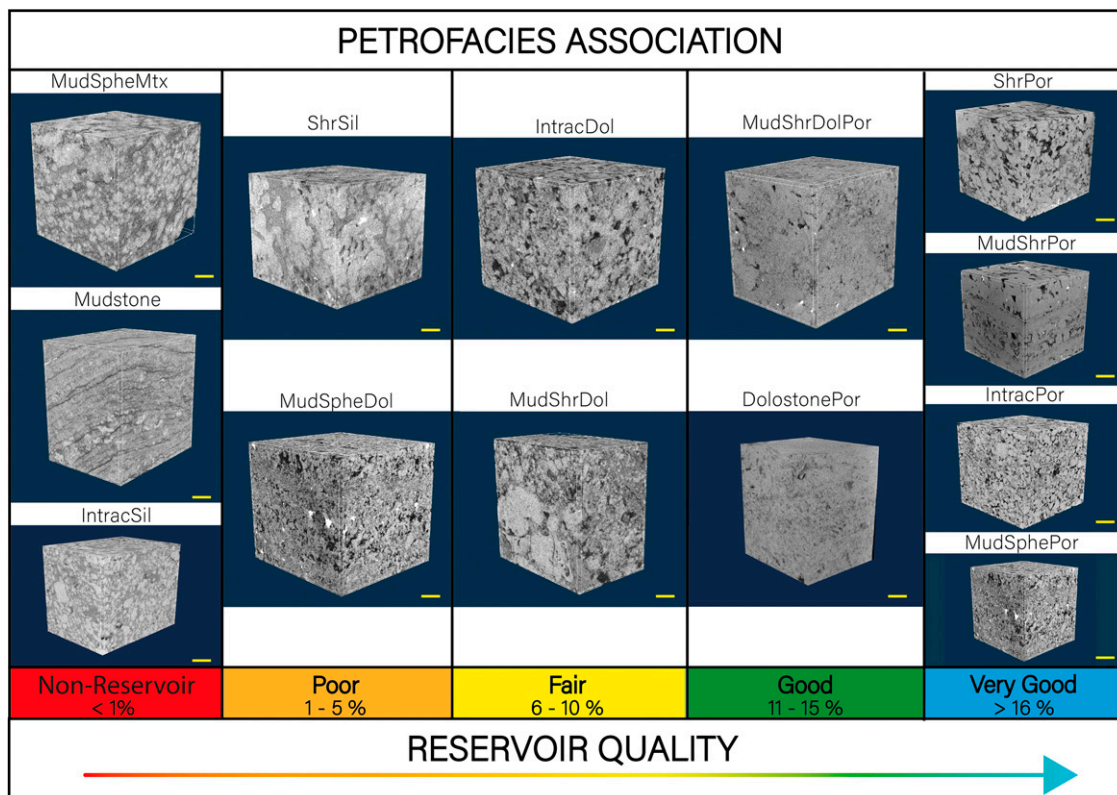 PETROFACIES ASSOCIATION
MudSpheMtx
Mudstone
IntracSil
Non-Reservoir
< 1%
ShrSil
MudSpheDol
Poor
1 - 5 %
IntracDol
MudShrDol
Fair
6 - 10 %
MudShrDolPor
DolostonePor
Good
11 - 15 %
ShrPor
MudShrPor
IntracPor
MudSphePor
Very Good
> 16 %
RESERVOIR QUALITY